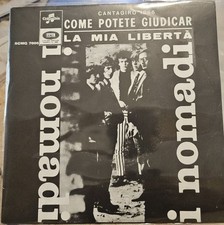 CANTAGIRO 1966
COME POTETE GIUDICAR
LA MIA LIBERTÀ
i nomadi
i nomadi